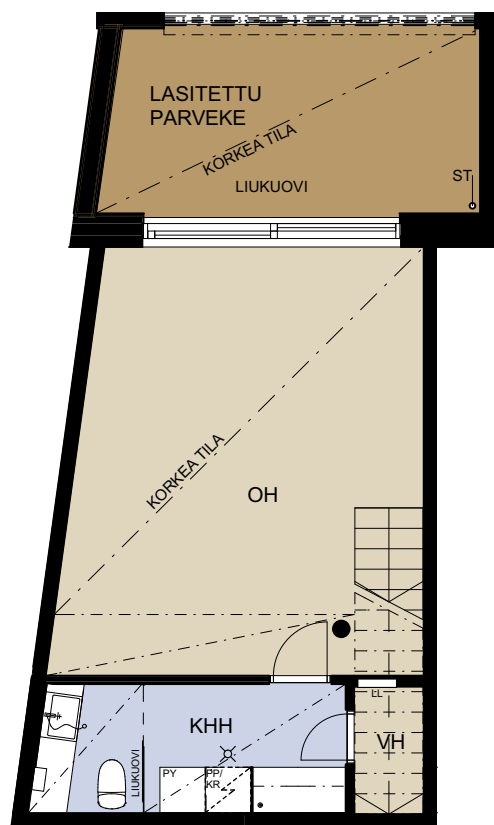 LASITETTU
PARVEKE
KORKEA TILA
LIUKUOVI
ST
KORKEA TILA
OH
LL
KHH
VH
LIUKUOVI
PY
PP/
KR